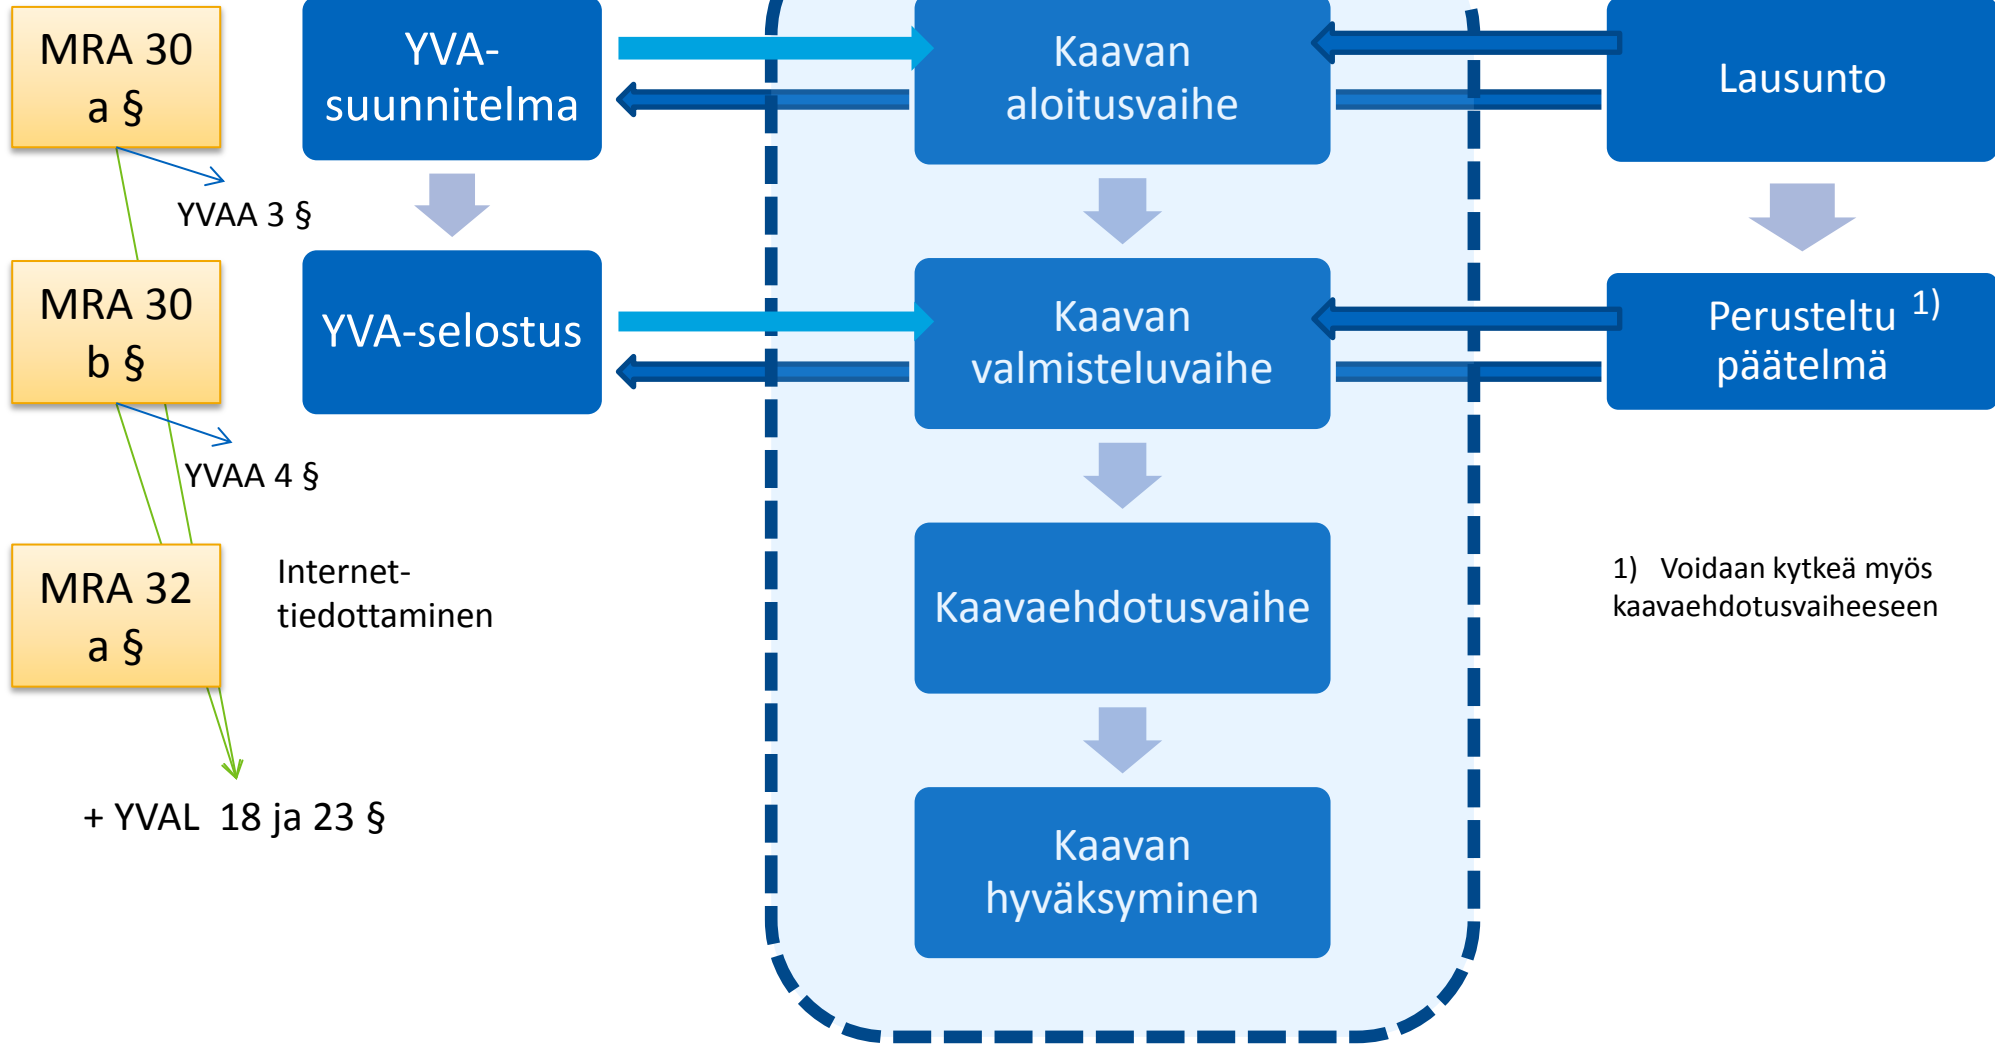 MRA 30
a §
YVA-
suunnitelma
Kaavan
aloitusvaihe
Lausunto
YVAA 3 §
MRA 30
b §
YVA-selostus
Kaavan
valmisteluvaihe
Perusteltu 1)
päätelmä
YVAA 4 §
MRA 32
a §
Internet-
tiedottaminen
Kaavaehdotusvaihe
1) Voidaan kytkeä myös
kaavaehdotusvaiheeseen
+ YVAL 18 ja 23 §
Kaavan
hyväksyminen